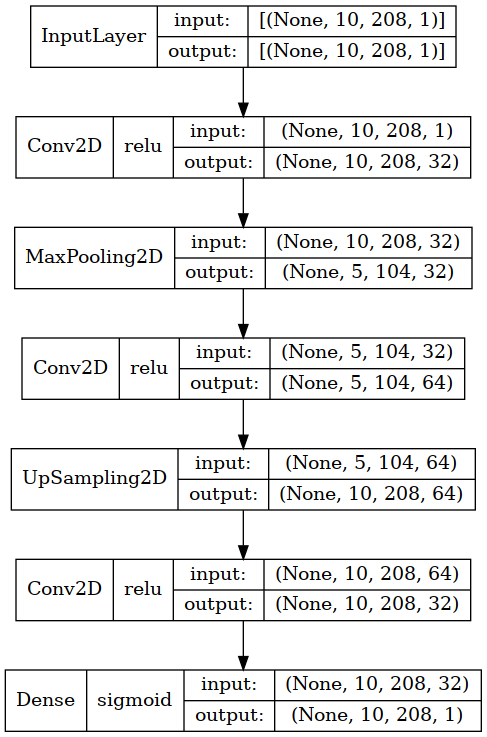 InputLayer input: [(None, 10, 208, 1)]
output: [(None, 10, 208, 1)]
Conv2D relu input: (None, 10, 208, 1)
output: (None, 10, 208, 32)
MaxPooling2D input: (None, 10, 208, 32)
output: (None, 5, 104, 32)
Conv2D relu input: (None, 5, 104, 32)
output: (None, 5, 104, 64)
UpSampling2D input: (None, 5, 104, 64)
output: (None, 10, 208, 64)
Conv2D relu input: (None, 10, 208, 64)
output: (None, 10, 208, 32)
Dense sigmoid input: (None, 10, 208, 32)
output: (None, 10, 208, 1)